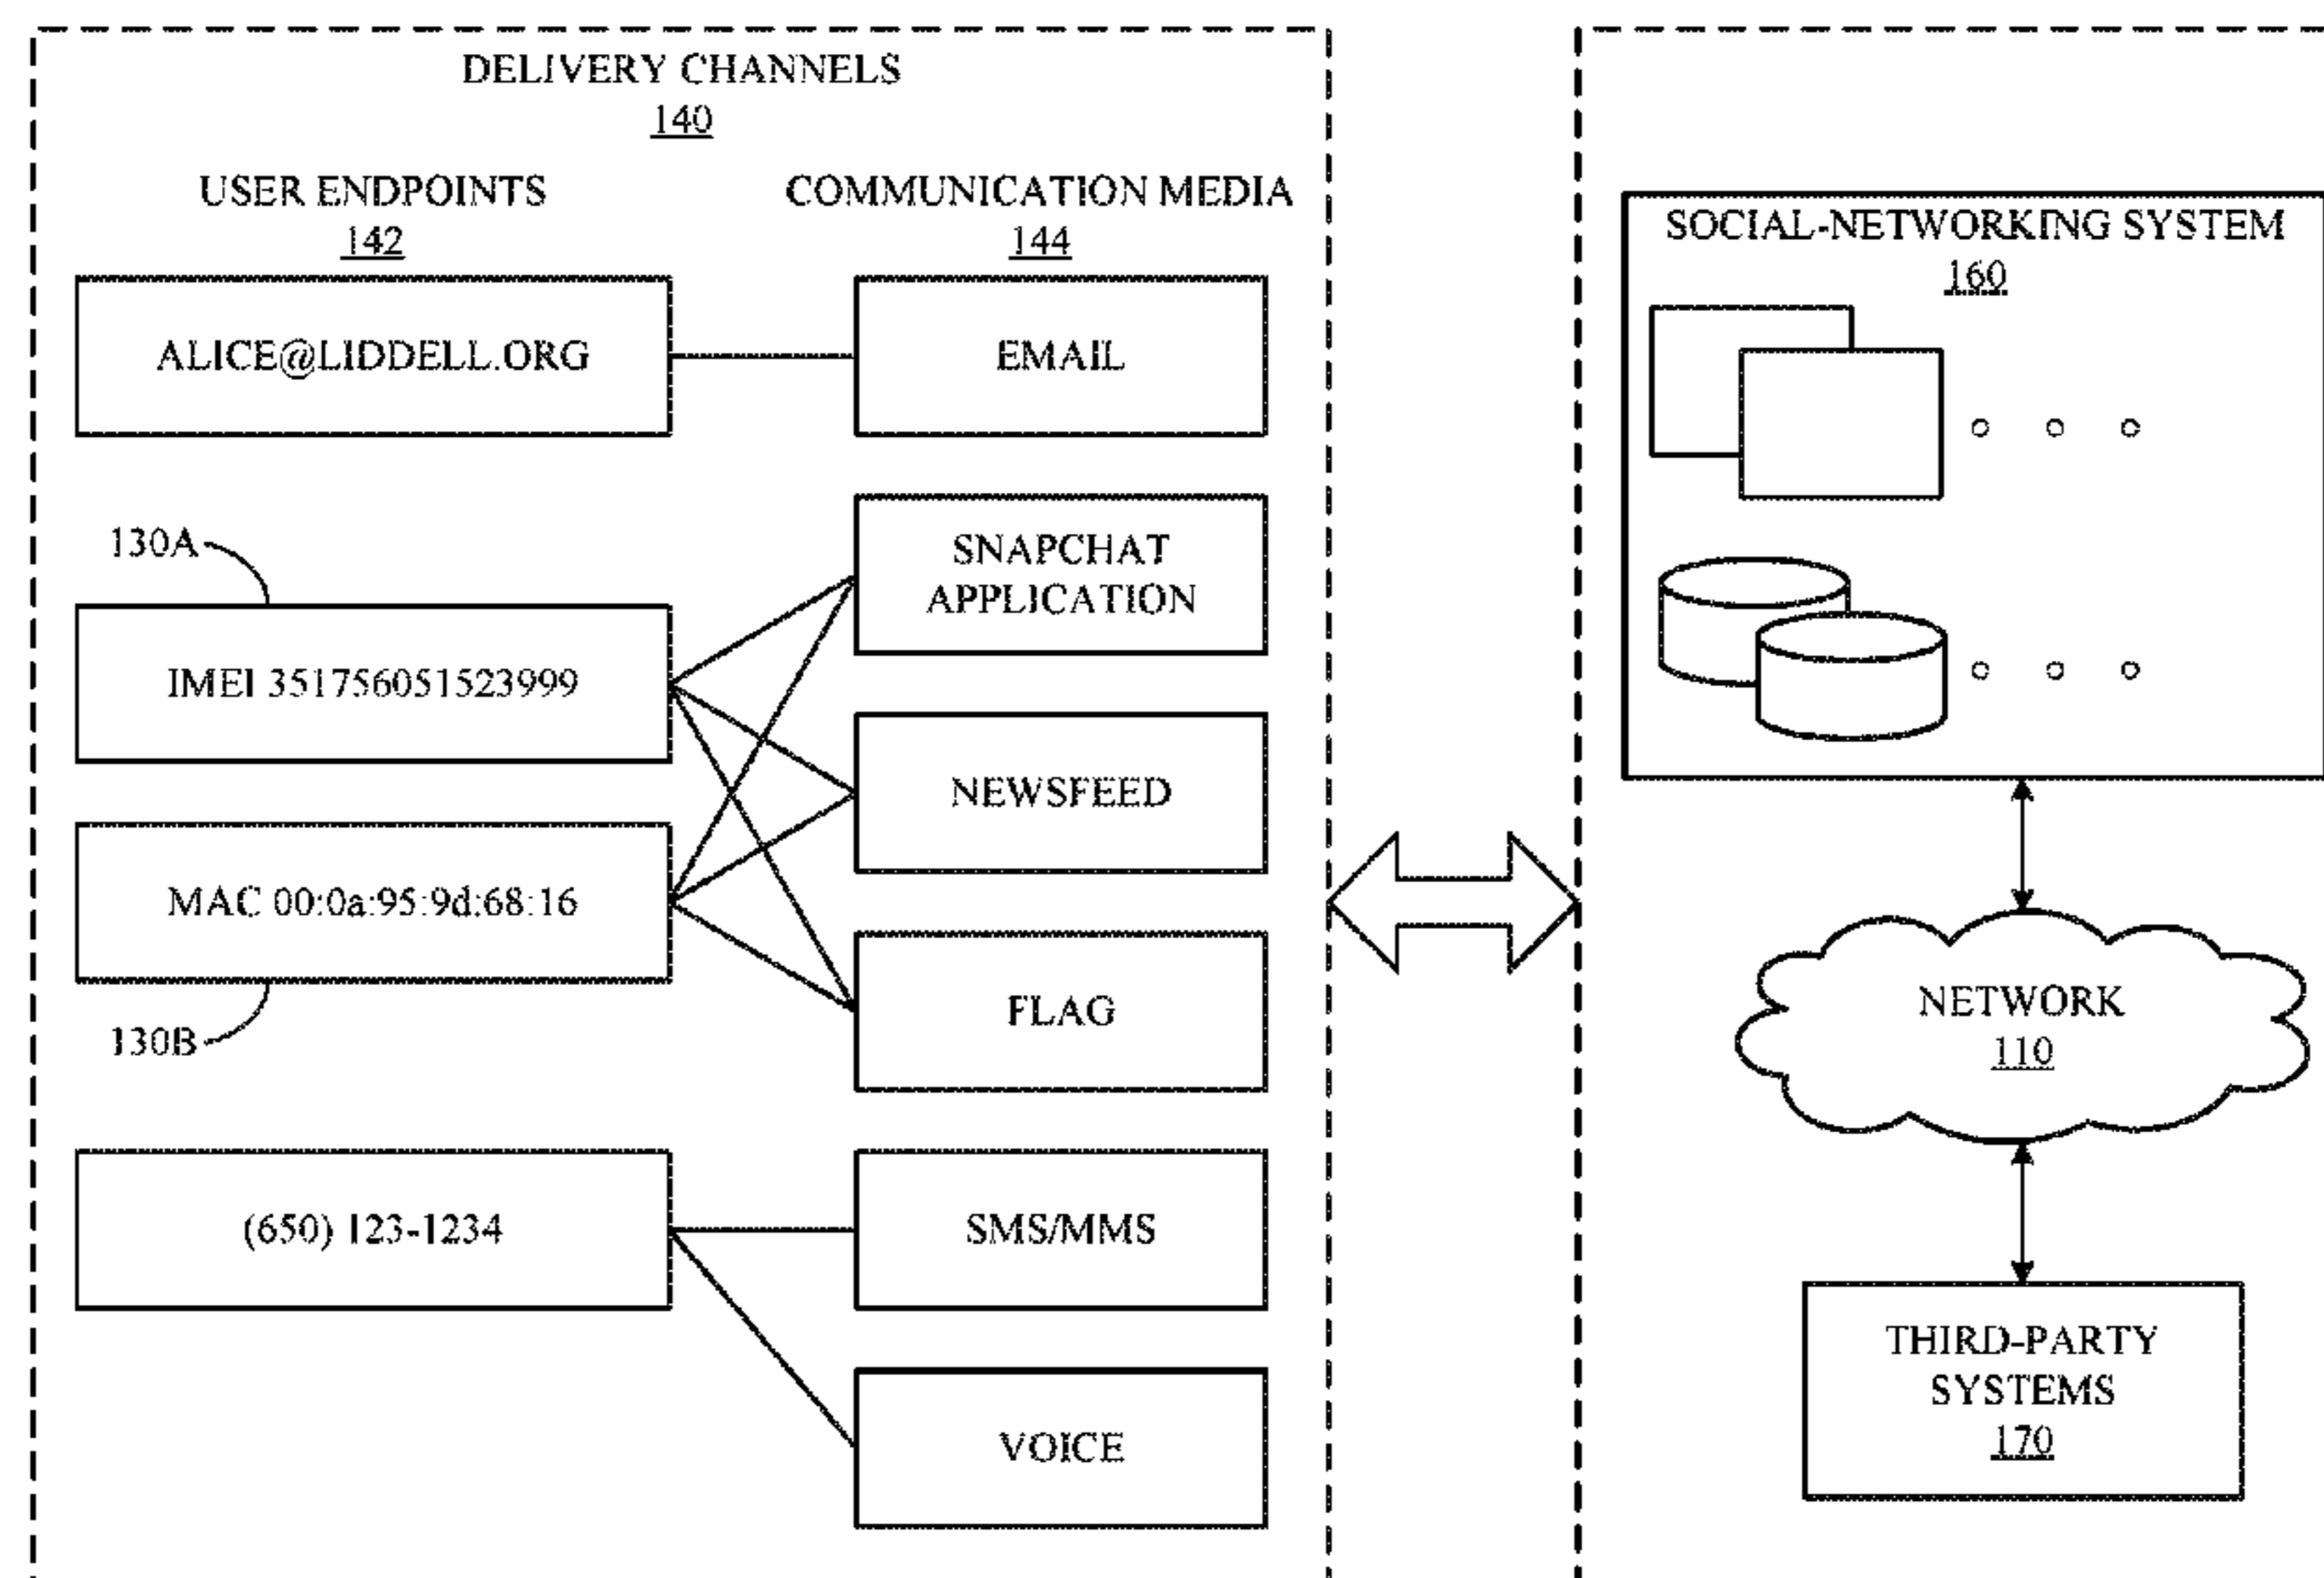 DELIVERY CHANNELS
140
USER ENDPOINTS
142
COMMUNICATION MEDIA
144
ALICE@LIDDELL.ORG
EMAIL
130A
IMEI 351756051523999
SNAPCHAT
APPLICATION
NEWSFEED
MAC 00:0a:95:9d:68:16
130B
FLAG
(650) 123-1234
SMS/MMS
VOICE
SOCIAL-NETWORKING SYSTEM
160
NETWORK
110
THIRD-PARTY
SYSTEMS
170